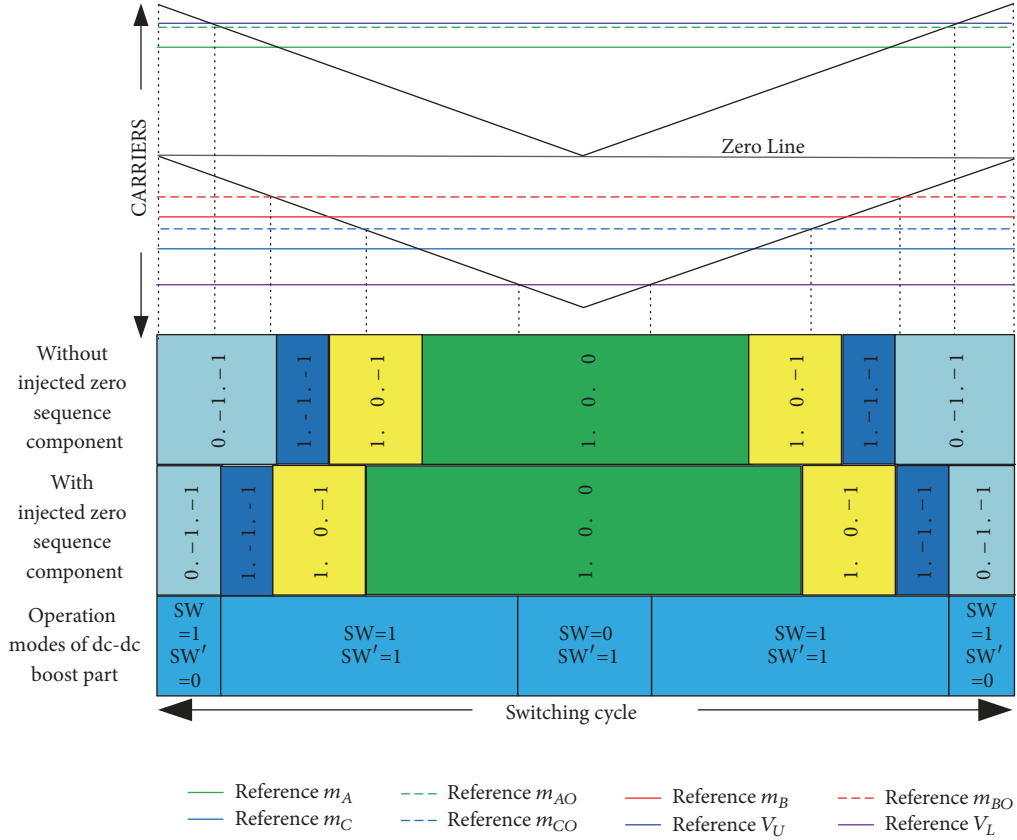 CARRIERS
Zero Line
Without
injected zero
sequence
component
0. −1. −1
1. - 1. - 1
1. 0. −1
1. 0. 0
1. 0. −1
1. −1. −1
0. −1. −1
With
injected zero
sequence
component
0. −1. −1
1. - 1. - 1
1. 0. −1
1. 0. 0
1. 0. −1
1. −1. −1
0. −1. −1
Operation
modes of dc-dc
boost part
SW
=1
SW′
=0
SW=1
SW′=1
SW=0
SW′=1
SW=1
SW′=1
SW
=1
SW′
=0
Switching cycle
Reference m_A
Reference m_AO
Reference m_B
Reference m_BO
Reference m_C
Reference m_CO
Reference V_U
Reference V_L